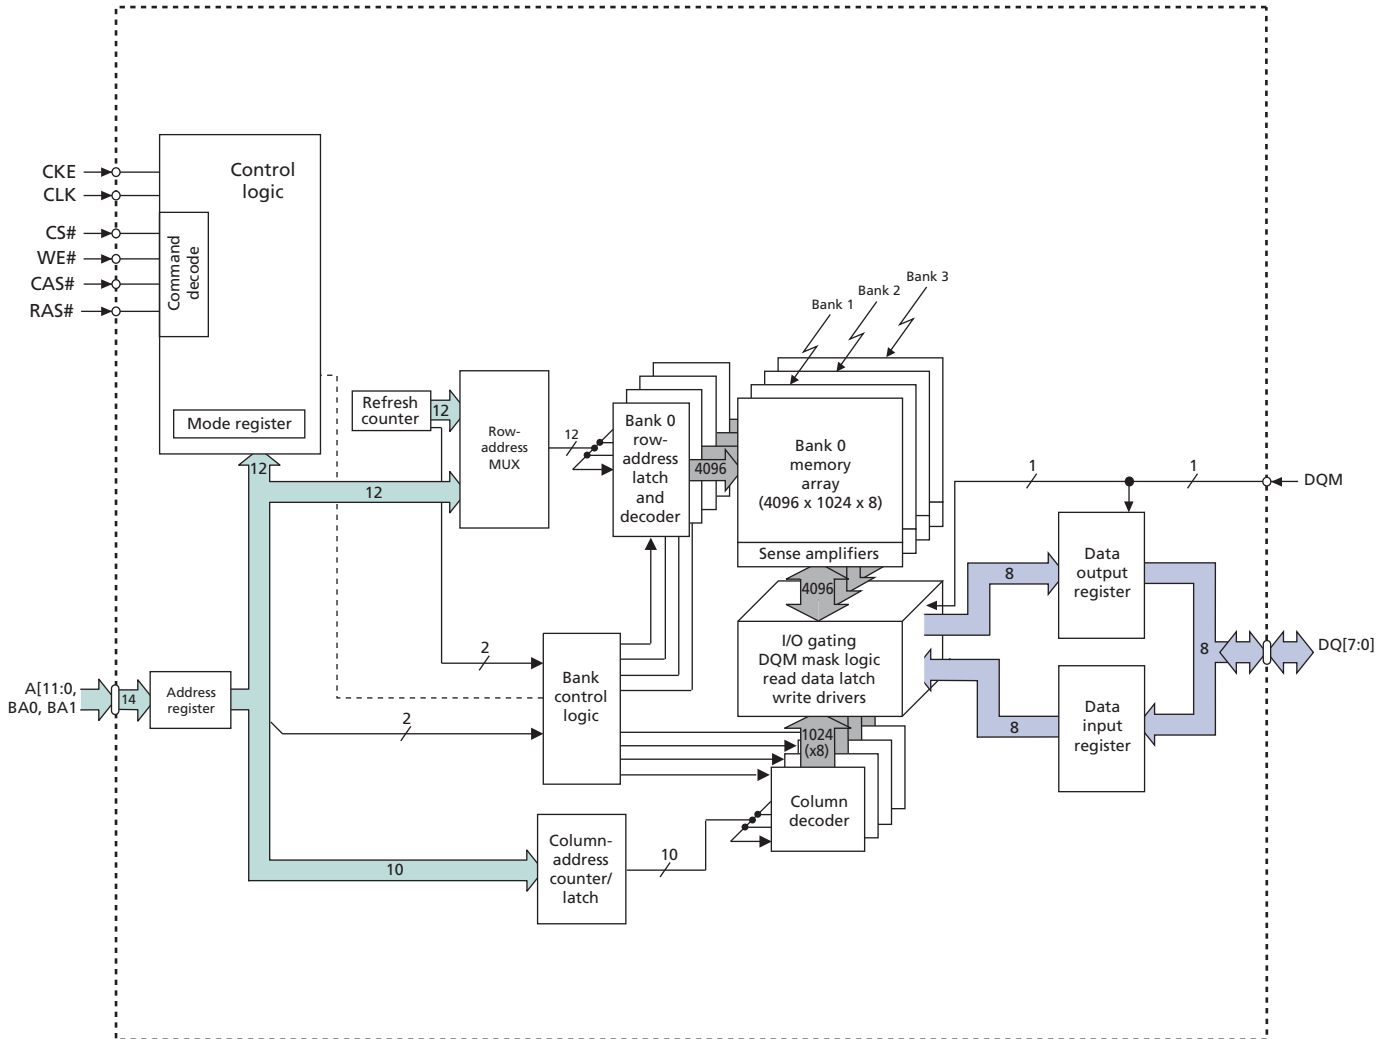 CKE
CLK
CS#
WE#
CAS#
RAS#
Control
logic
Command
decode
Mode register
12
Refresh
counter
12
12
Row-
address
MUX
12
Bank 0
row-
address
latch
and
decoder
4096
Bank 1
Bank 2
Bank 3
Bank 0
memory
array
(4096 x 1024 x 8)
Sense amplifiers
4096
I/O gating
DQM mask logic
read data latch
write drivers
1024
(x8)
Column
decoder
1
1
DQM
8
Data
output
register
8
DQ[7:0]
8
Data
input
register
A[11:0,
BA0, BA1
14
Address
register
2
2
Bank
control
logic
10
Column-
address
counter/
latch
10